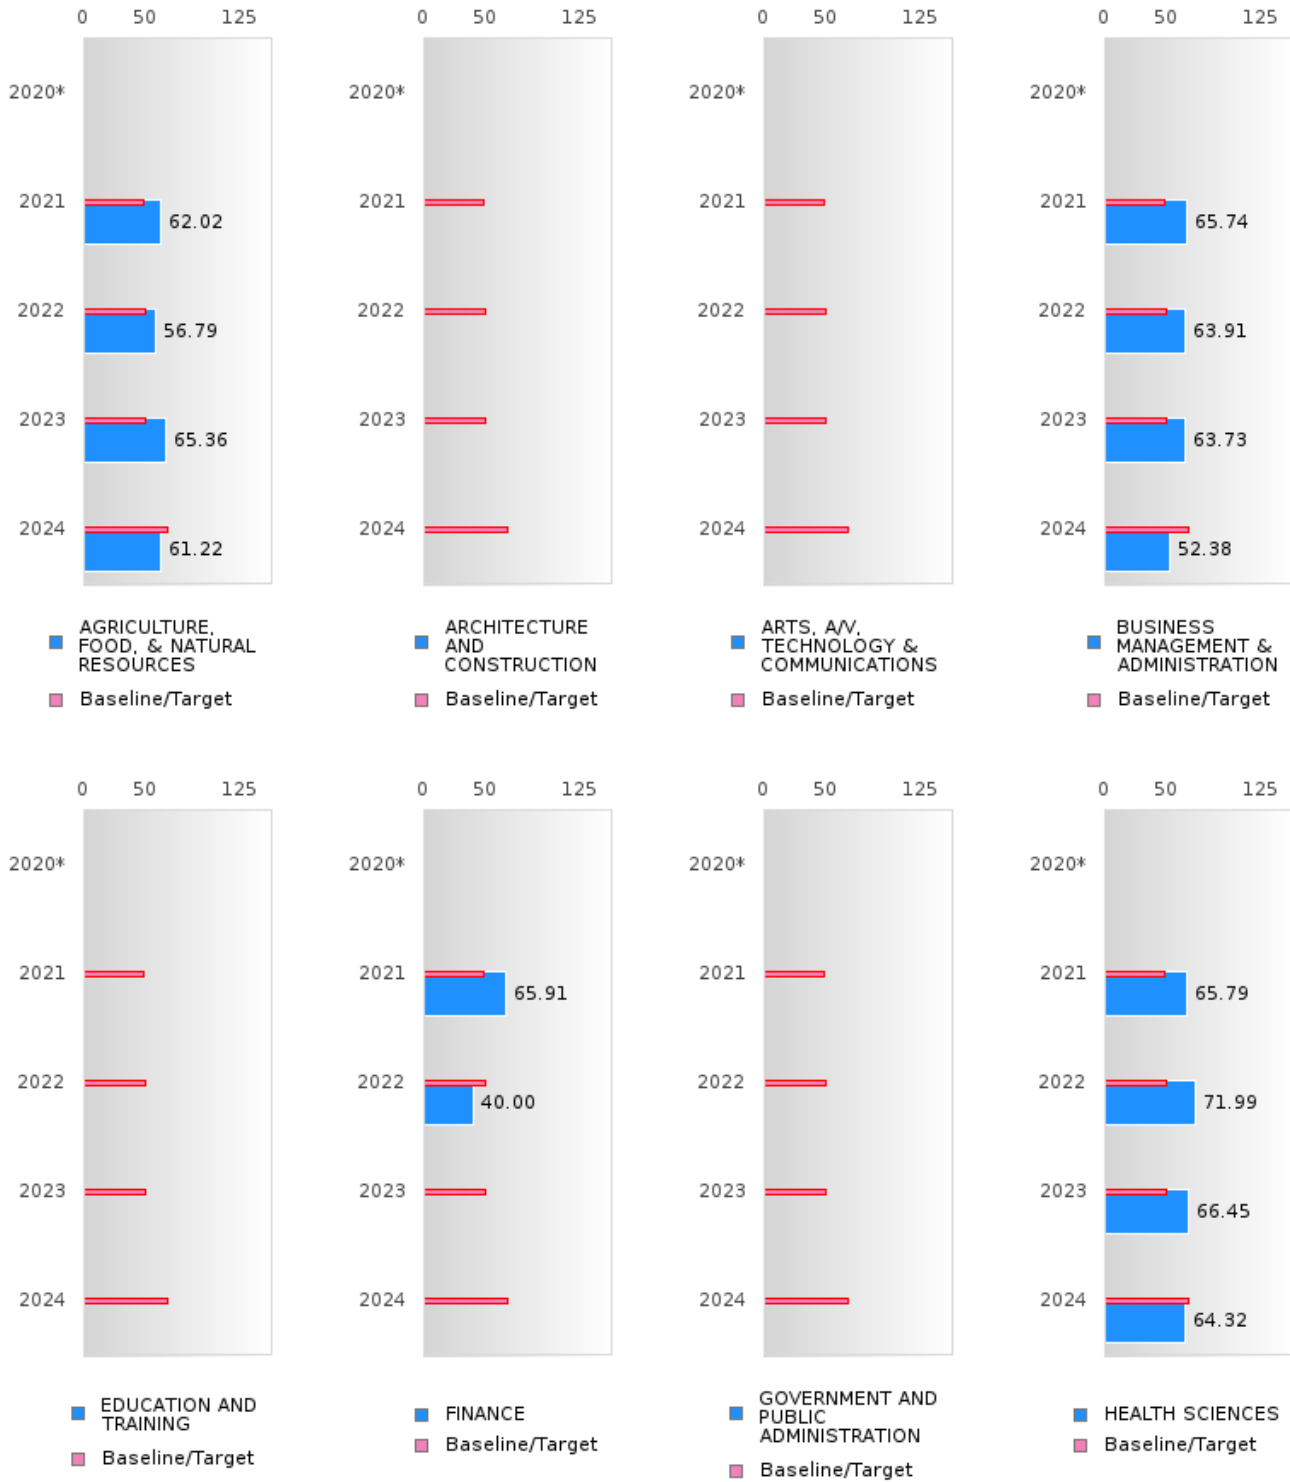 0 50 125
2020*
2021
62.02
2022
56.79
2023
65.36
2024
61.22
AGRICULTURE,
FOOD, & NATURAL
RESOURCES
Baseline/Target
0 50 125
2020*
2021
2022
2023
2024
ARCHITECTURE
AND
CONSTRUCTION
Baseline/Target
0 50 125
2020*
2021
2022
2023
2024
ARTS, A/V,
TECHNOLOGY &
COMMUNICATIONS
Baseline/Target
0 50 125
2020*
2021
65.74
2022
63.91
2023
63.73
2024
52.38
BUSINESS
MANAGEMENT &
ADMINISTRATION
Baseline/Target
0 50 125
2020*
2021
2022
2023
2024
EDUCATION AND
TRAINING
Baseline/Target
0 50 125
2020*
2021
65.91
2022
40.00
2023
2024
FINANCE
Baseline/Target
0 50 125
2020*
2021
2022
2023
2024
GOVERNMENT AND
PUBLIC
ADMINISTRATION
Baseline/Target
0 50 125
2020*
2021
65.79
2022
71.99
2023
66.45
2024
64.32
HEALTH SCIENCES
Baseline/Target